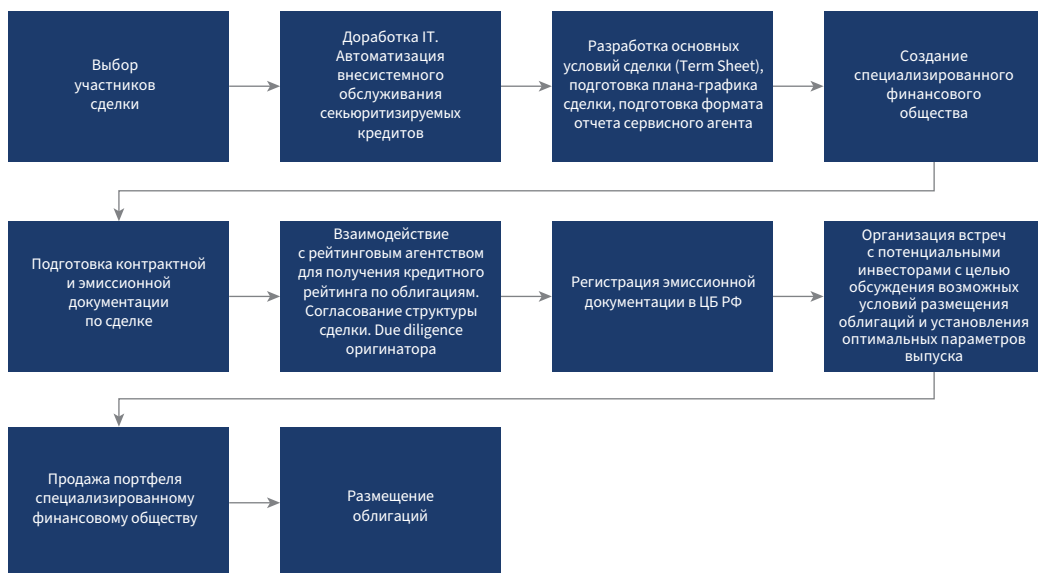 Выбор
участников
сделки
Доработка IT.
Автоматизация
внесистемного
обслуживания
секьюритизируемых
кредитов
Разработка основных
условий сделки (Term Sheet),
подготовка плана-графика
сделки, подготовка формата
отчета сервисного агента
Создание
специализированного
финансового
общества
Подготовка контрактной
и эмиссионной
документации
по сделке
Взаимодействие
с рейтинговым агентством
для получения кредитного
рейтинга по облигациям.
Согласование структуры
сделки. Due diligence
оригинатора
Регистрация эмиссионной
документации в ЦБ РФ
Организация встреч
с потенциальными
инвесторами с целью
обсуждения возможных
условий размещения
облигаций и установления
оптимальных параметров
выпуска
Продажа портфеля
специализированному
финансовому обществу
Размещение
облигаций